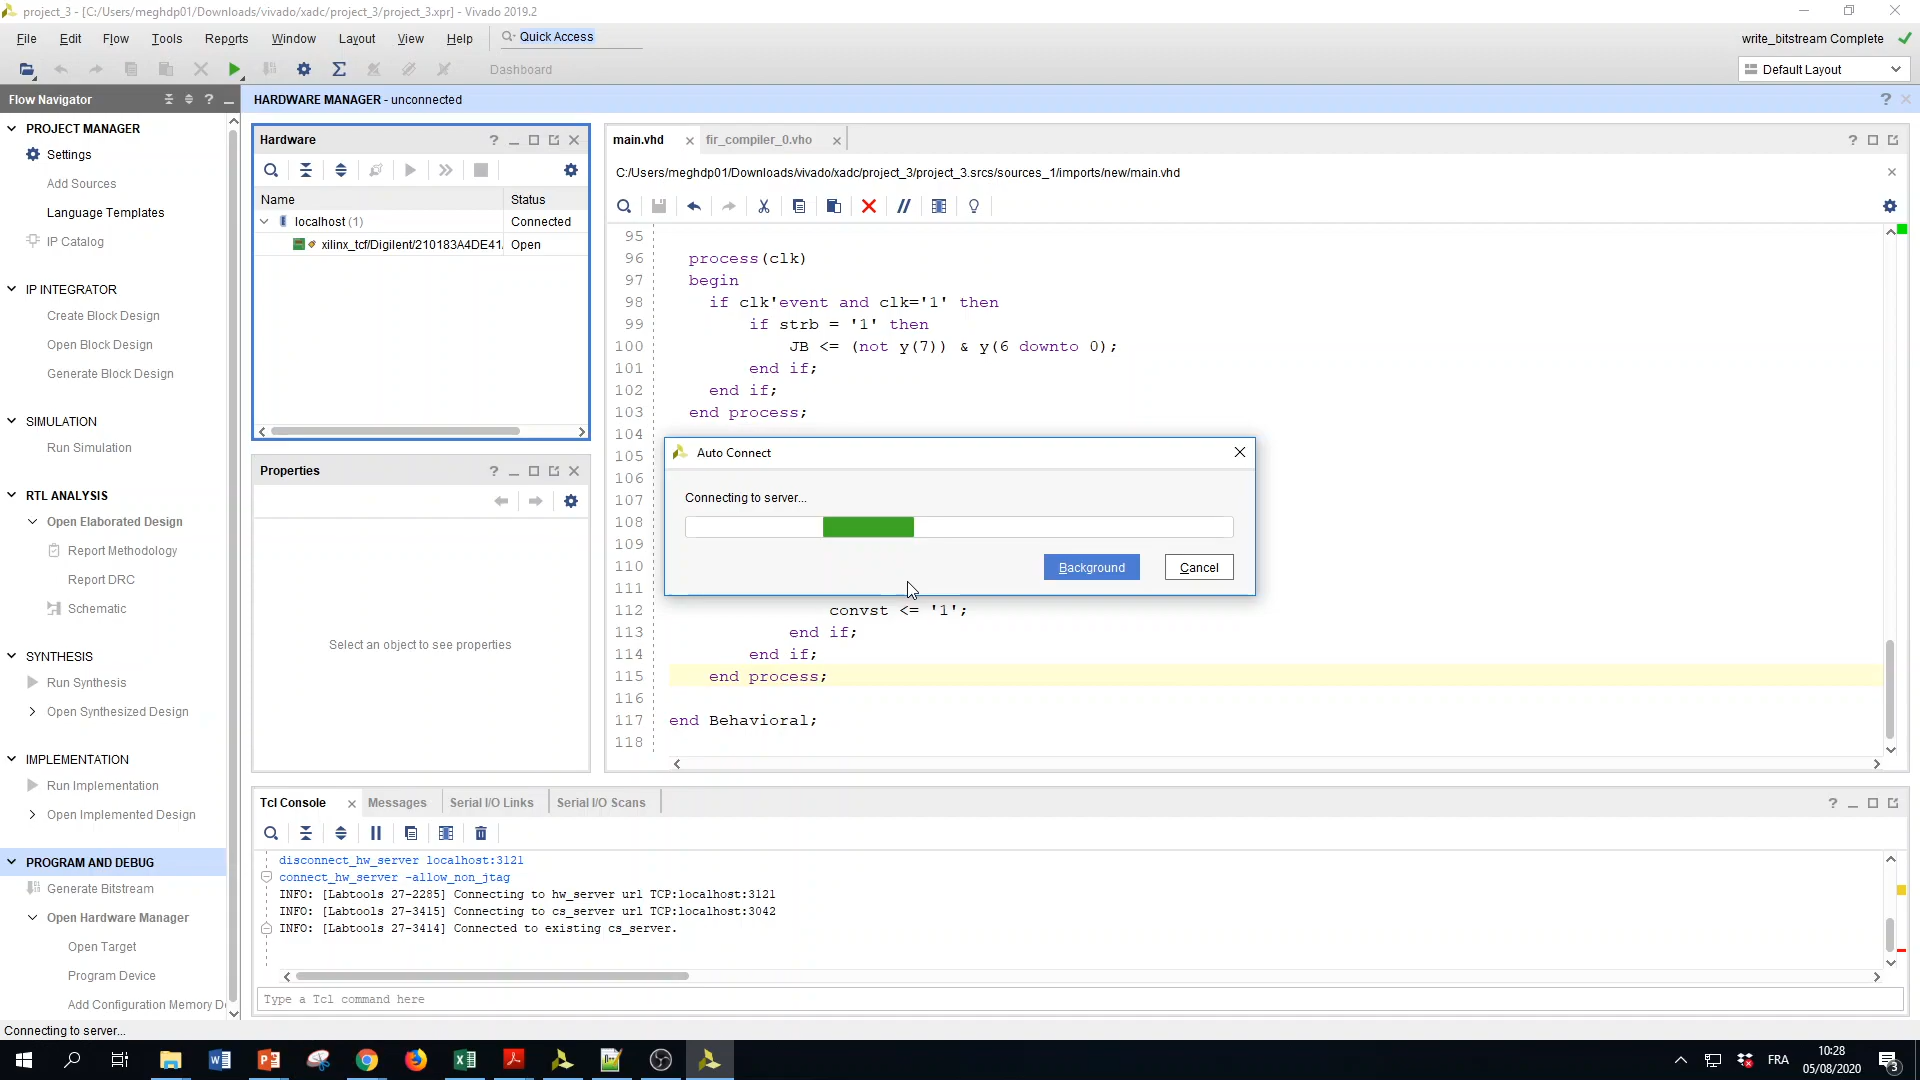 project_3 - [C:/Users/meghdp01/Downloads/vivado/xadc/project_3/project_3.xpr] - Vivado 2019.2
File Edit Flow Tools Reports Window Layout View Help Quick Access
write_bitstream Complete
Dashboard
Default Layout
Flow Navigator
HARDWARE MANAGER - unconnected
PROJECT MANAGER
Settings
Add Sources
Language Templates
IP Catalog
IP INTEGRATOR
Create Block Design
Open Block Design
Generate Block Design
SIMULATION
Run Simulation
RTL ANALYSIS
Open Elaborated Design
Report Methodology
Report DRC
Schematic
SYNTHESIS
Run Synthesis
Open Synthesized Design
IMPLEMENTATION
Run Implementation
Open Implemented Design
PROGRAM AND DEBUG
Generate Bitstream
Open Hardware Manager
Open Target
Program Device
Add Configuration Memory D
Hardware
Name Status
localhost (1) Connected
xilinx_tcf/Digilent/210183A4DE41. Open
Properties
Select an object to see properties
main.vhd fir_compiler_0.vho
C:/Users/meghdp01/Downloads/vivado/xadc/project_3/project_3.srcs/sources_1/imports/new/main.vhd
95
96 process(clk)
97 begin
98 if clk'event and clk='1' then
99 if strb = '1' then
100 JB <= (not y(7)) & y(6 downto 0);
101 end if;
102 end if;
103 end process;
104
105
106
107
108
109
110
111
112 convst <= '1';
113 end if;
114 end if;
115 end process;
116
117 end Behavioral;
118
Auto Connect
Connecting to server...
Background Cancel
Tcl Console Messages Serial I/O Links Serial I/O Scans
disconnect_hw_server localhost:3121
connect_hw_server -allow_non_jtag
INFO: [Labtools 27-2285] Connecting to hw_server url TCP:localhost:3121
INFO: [Labtools 27-3415] Connecting to cs_server url TCP:localhost:3042
INFO: [Labtools 27-3414] Connected to existing cs_server.
Type a Tcl command here
Connecting to server...
FRA
10:28
05/08/2020
3